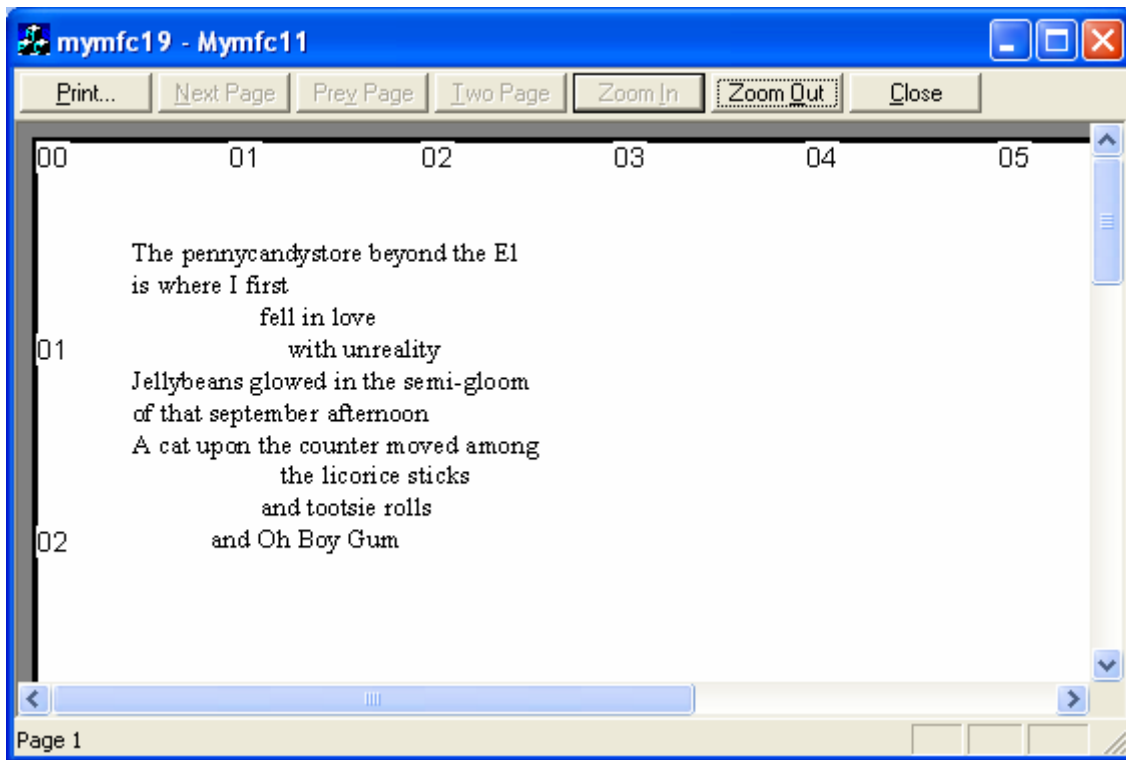 mymfc19 - Mymfc11
Print... Next Page Prev Page Two Page Zoom In Zoom Out Close
00 01 02 03 04 05
The pennycandystore beyond the El
is where I first
fell in love
01 with unreality
Jellybeans glowed in the semi-gloom
of that september afternoon
A cat upon the counter moved among
the licorice sticks
and tootsie rolls
02 and Oh Boy Gum
Page 1